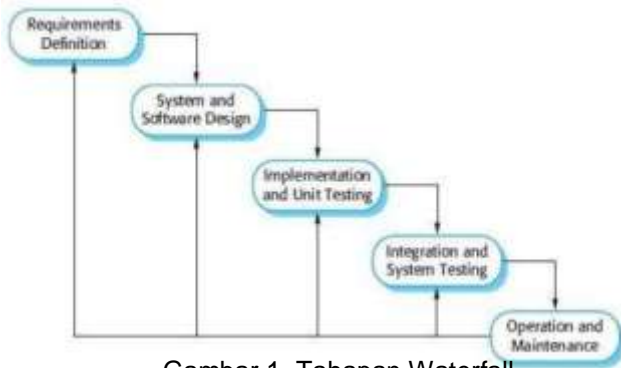 Requirements
Definition
System and
Software Design
Implementation
and Unit Testing
Integration and
System Testing
Operation and
Maintenance
Gambar 1. Tahapan Waterfall